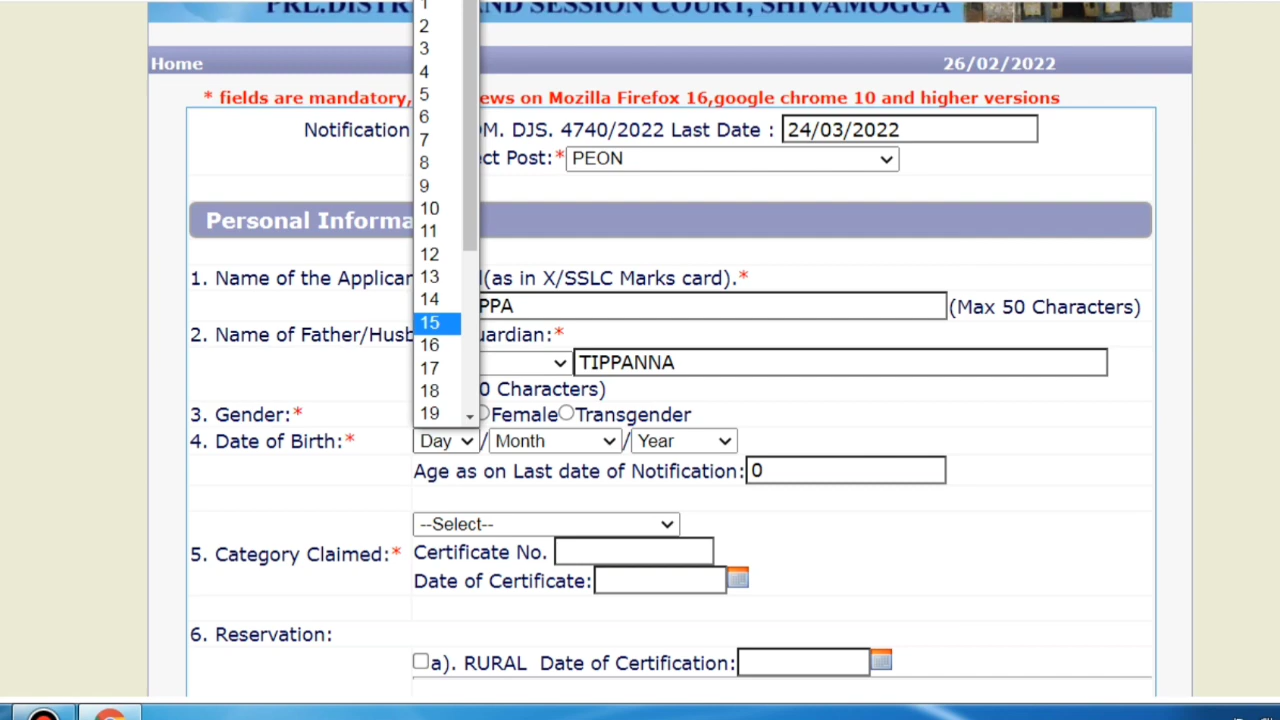 PRL.DISTR ND SESSION COURT, SHIVAMOGGA
Home 26/02/2022
* fields are mandatory, ews on Mozilla Firefox 16,google chrome 10 and higher versions
Notification OM. DJS. 4740/2022 Last Date : 24/03/2022
ct Post:* PEON
Personal Informa
1. Name of the Applican (as in X/SSLC Marks card).*
PPA (Max 50 Characters)
2. Name of Father/Husb uardian:*
TIPPANNA
0 Characters)
3. Gender:* Female Transgender
4. Date of Birth:* Day / Month / Year
1
2
3
4
5
6
7
8
9
10
11
12
13
14
15
16
17
18
19
Age as on Last date of Notification: 0
--Select--
5. Category Claimed:* Certificate No.
Date of Certificate:
6. Reservation:
a). RURAL Date of Certification: